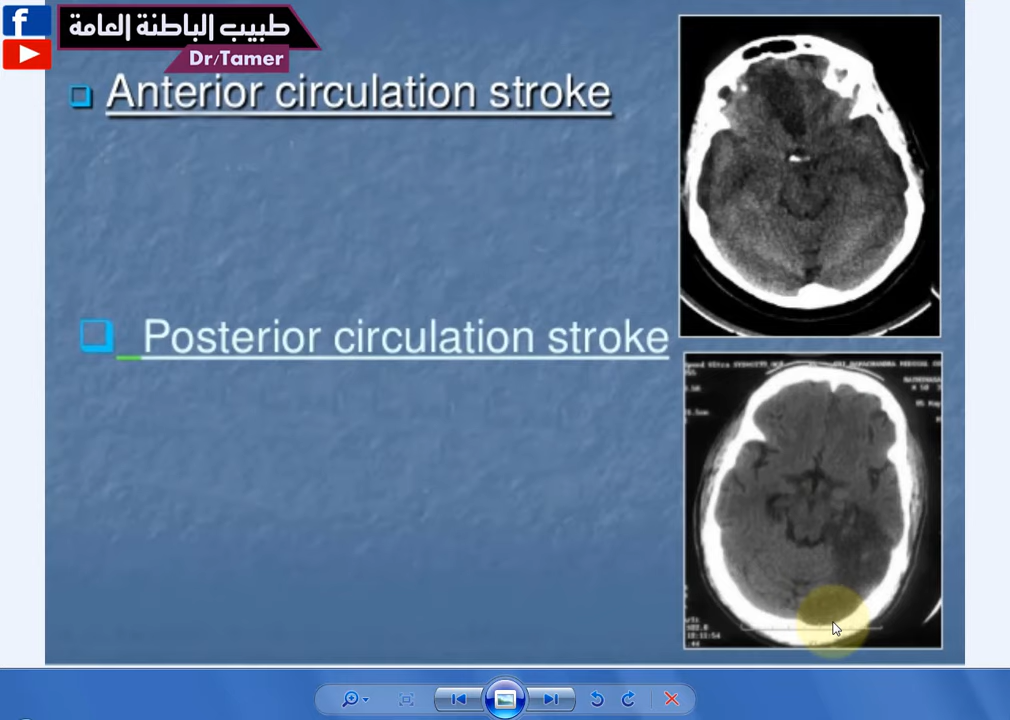 طبيب الباطنة العامة
Dr/Tamer
Anterior circulation stroke
Posterior circulation stroke